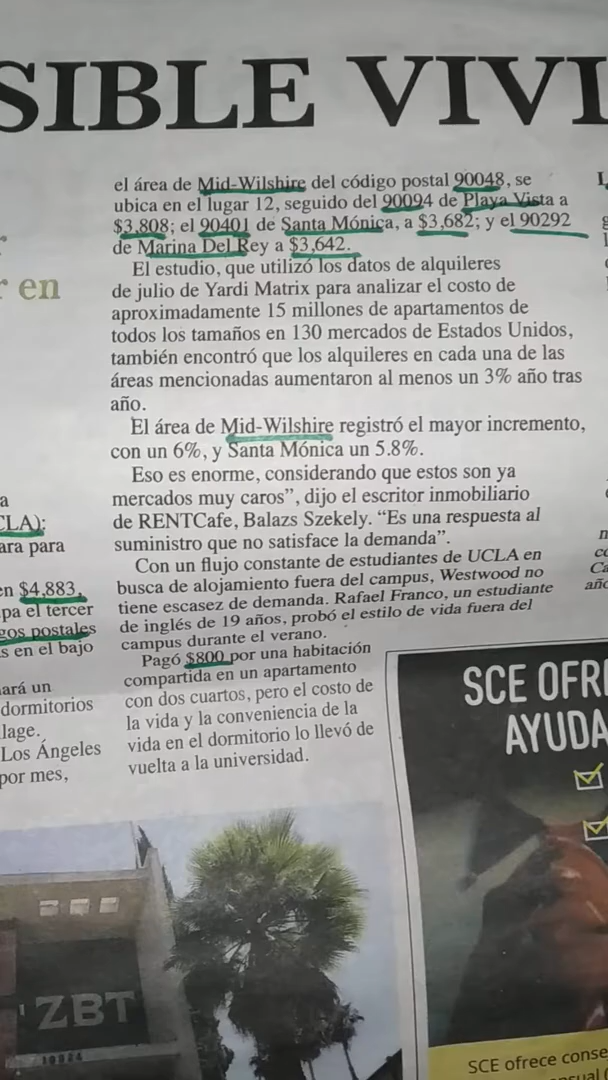 SIBLE VIVI
r en
a
CLA):
ara para
en $4,883,
pa el tercer
gos postales
s en el bajo
ará un
dormitorios
lage.
Los Ángeles
por mes,
el área de Mid-Wilshire del código postal 90048, se
ubica en el lugar 12, seguido del 90094 de Playa Vista a
$3,808; el 90401 de Santa Mónica, a $3,682; y el 90292
de Marina Del Rey a $3,642.
El estudio, que utilizó los datos de alquileres
de julio de Yardi Matrix para analizar el costo de
aproximadamente 15 millones de apartamentos de
todos los tamaños en 130 mercados de Estados Unidos,
también encontró que los alquileres en cada una de las
áreas mencionadas aumentaron al menos un 3% año tras
año.
El área de Mid-Wilshire registró el mayor incremento,
con un 6%, y Santa Mónica un 5.8%.
Eso es enorme, considerando que estos son ya
mercados muy caros”, dijo el escritor inmobiliario
de RENTCafe, Balazs Szekely. “Es una respuesta al
suministro que no satisface la demanda”.
Con un flujo constante de estudiantes de UCLA en
busca de alojamiento fuera del campus, Westwood no
tiene escasez de demanda. Rafael Franco, un estudiante
de inglés de 19 años, probó el estilo de vida fuera del
campus durante el verano.
Pagó $800 por una habitación
compartida en un apartamento
con dos cuartos, pero el costo de
la vida y la conveniencia de la
vida en el dormitorio lo llevó de
vuelta a la universidad.
ZBT
10924
SCE OFRE
AYUDA
SCE ofrece conse